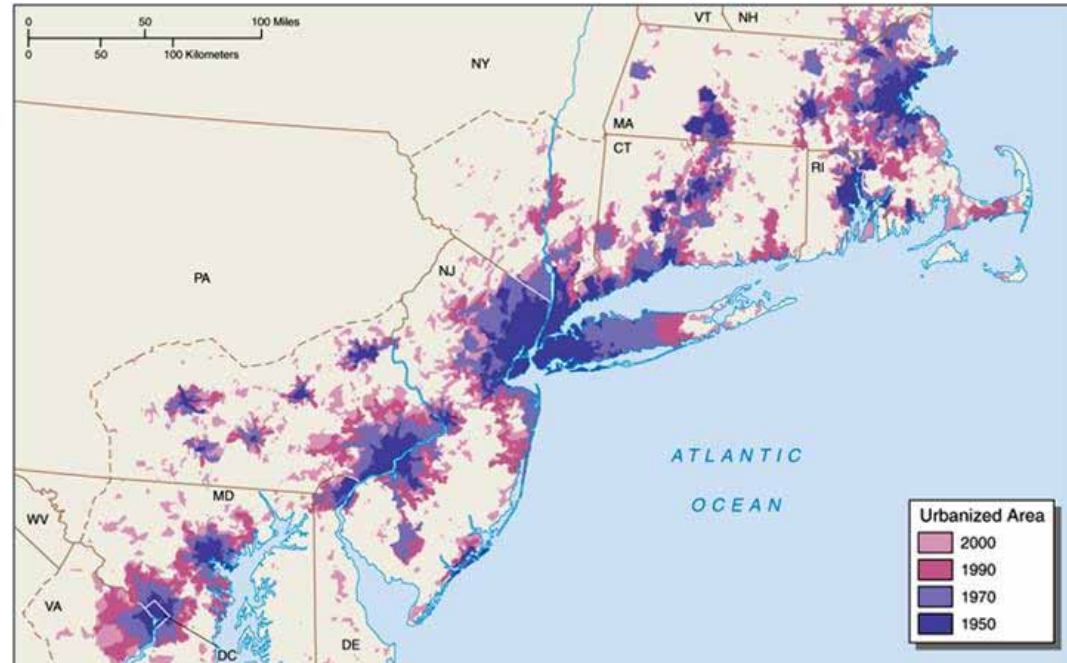 0 50 100 Miles
0 50 100 Kilometers
VT NH
NY
MA
CT
RI
NJ
PA
ATLANTIC
OCEAN
MD
WV
VA
DC
DE
Urbanized Area
2000
1990
1970
1950